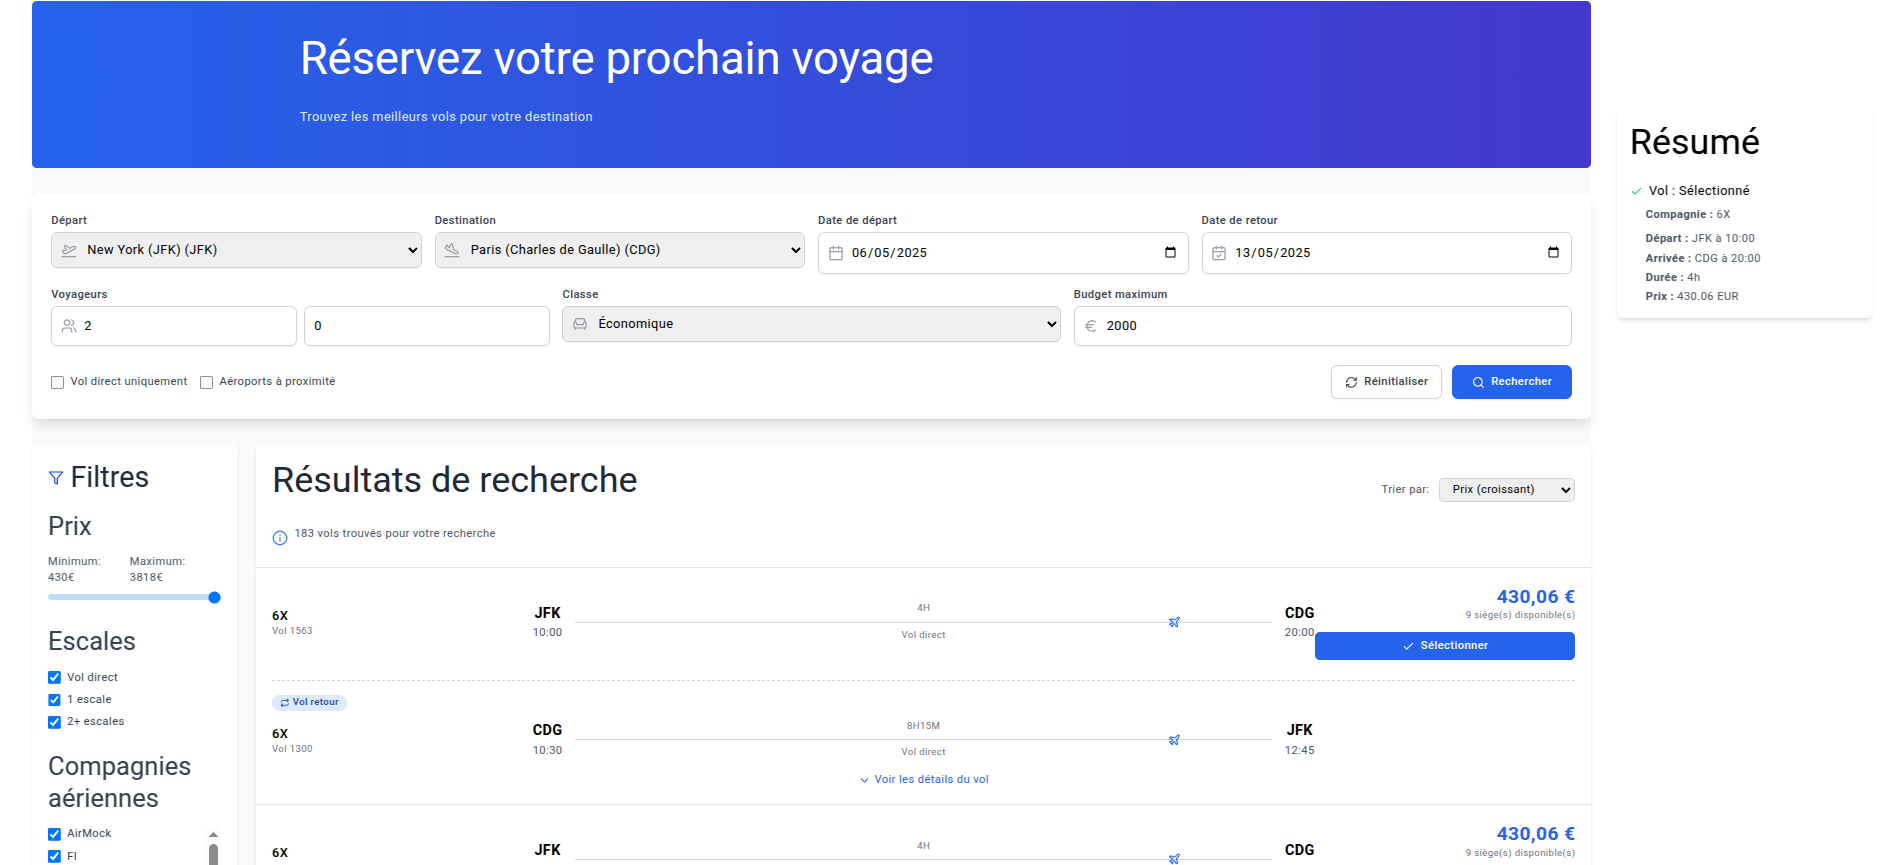 Réservez votre prochain voyage
Trouvez les meilleurs vols pour votre destination
Résumé
Vol : Sélectionné
Compagnie : 6X
Départ : JFK à 10:00
Arrivée : CDG à 20:00
Durée : 4h
Prix : 430.06 EUR
Départ
New York (JFK) (JFK)
Destination
Paris (Charles de Gaulle) (CDG)
Date de départ
06/05/2025
Date de retour
13/05/2025
Voyageurs
2
0
Classe
Économique
Budget maximum
2000
Vol direct uniquement
Aéroports à proximité
Réinitialiser
Rechercher
Filtres
Prix
Minimum:
430€
Maximum:
3818€
Escales
Vol direct
1 escale
2+ escales
Compagnies
aériennes
AirMock
FI
Résultats de recherche
Trier par:
Prix (croissant)
183 vols trouvés pour votre recherche
6X
Vol 1563
JFK
10:00
4H
Vol direct
CDG
20:00
430,06 €
9 siège(s) disponible(s)
Sélectionner
Vol retour
6X
Vol 1300
CDG
10:30
8H15M
Vol direct
JFK
12:45
Voir les détails du vol
6X
JFK
4H
CDG
430,06 €
9 siège(s) disponible(s)